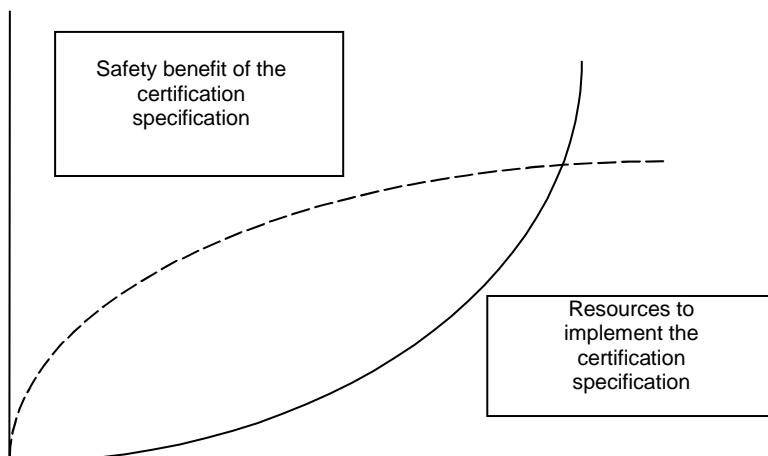 Safety benefit of the
certification
specification
Resources to
implement the
certification
specification